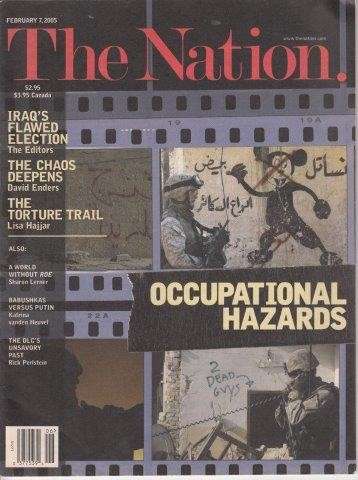 FEBRUARY 7, 2005
www.thenation.com
The Nation.
$2.95
$3.95 Canada
IRAQ'S
FLAWED
ELECTION
The Editors
THE CHAOS
DEEPENS
David Enders
THE
TORTURE TRAIL
Lisa Hajjar
ALSO:
A WORLD
WITHOUT ROE
Sharon Lerner
BABUSHKAS
VERSUS PUTIN
Katrina
vanden Heuvel
THE DLC'S
UNSAVORY
PAST
Rick Perlstein
19
19A
OCCUPATIONAL
HAZARDS
22A
2
DEAD
GUYS
06